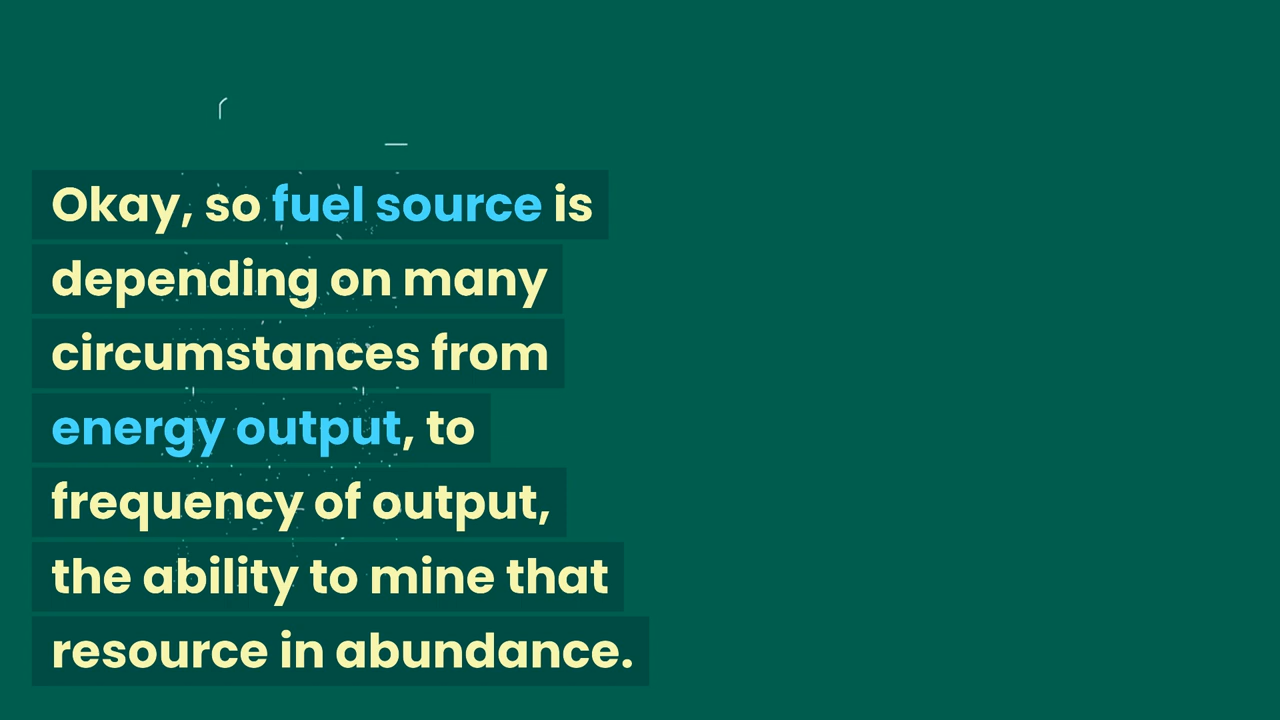 Okay, so fuel source is
depending on many
circumstances from
energy output, to
frequency of output,
the ability to mine that
resource in abundance.